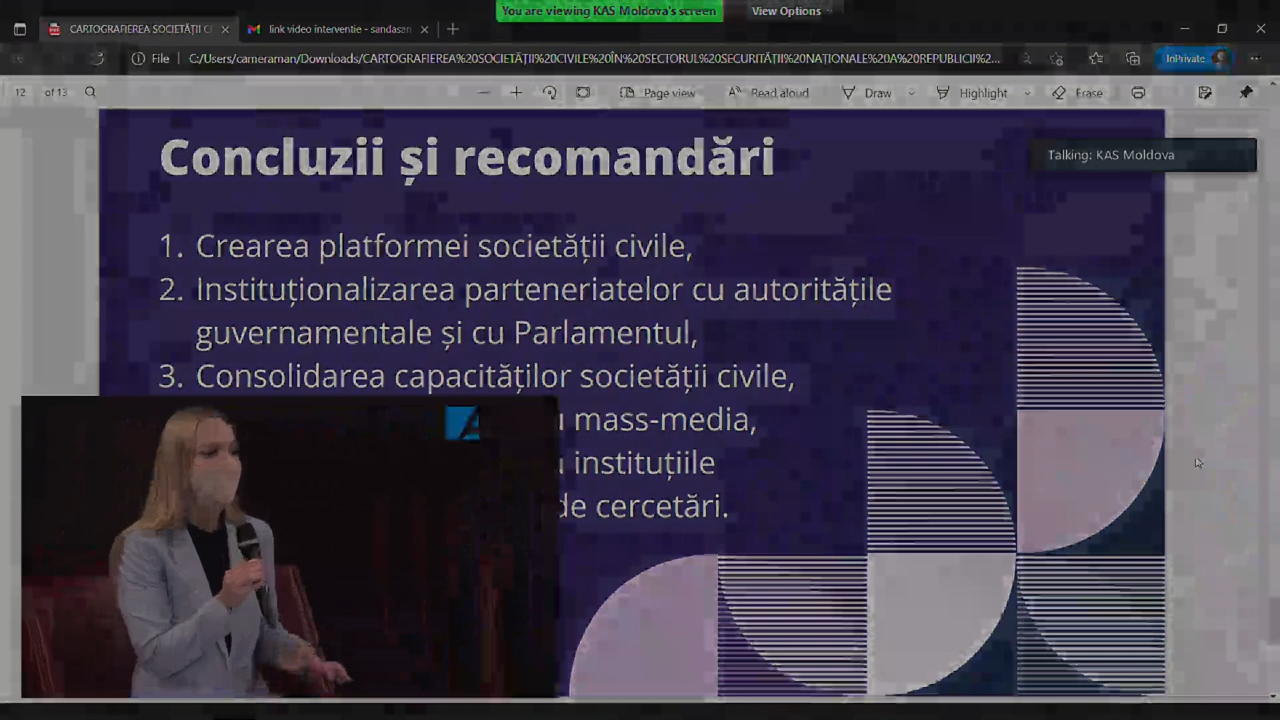 You are viewing KAS Moldova's screen
View Options
CARTOGRAFIEREA SOCIETĂȚII CI
link video interventie - sandasan
File
C:/Users/cameraman/Downloads/CARTOGRAFIEREA%20SOCIETĂȚII%20CIVILE%20ÎN%20SECTORUL%20SECURITĂȚII%20NAȚIONALE%20A%20REPUBLICII%2...
InPrivate
12 of 13
Page view
Read aloud
Draw
Highlight
Erase
Concluzii și recomandări
Talking: KAS Moldova
1. Crearea platformei societății civile,
2. Instituționalizarea parteneriatelor cu autoritățile
guvernamentale și cu Parlamentul,
3. Consolidarea capacităților societății civile,
mass-media,
instituțiile
de cercetări.